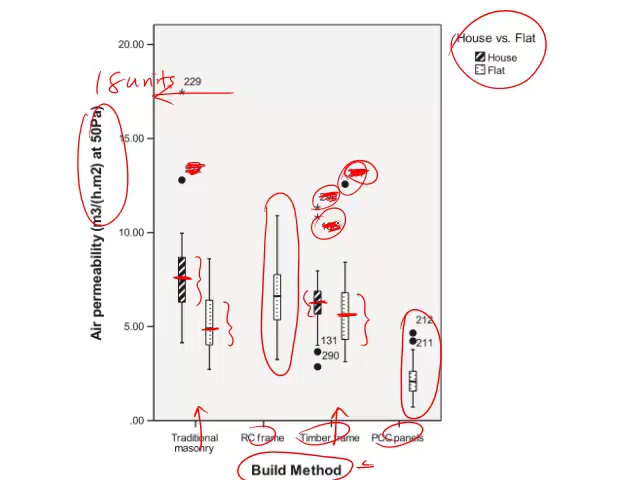 20.00
House vs. Flat
House
Flat
18 units
229
15.00
Air permeability (m3/(h.m2) at 50Pa)
10.00
5.00
212
211
131
290
.00
Traditional masonry
RC frame
Timber frame
PCC panels
Build Method